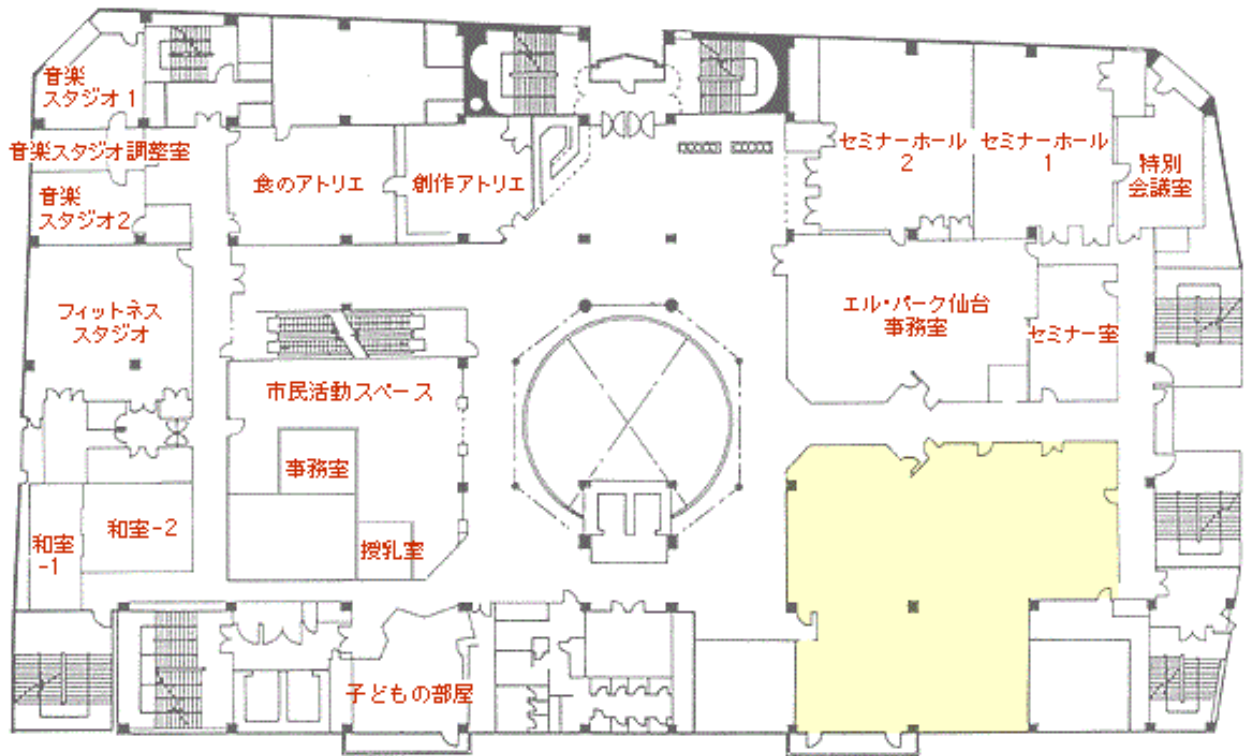 音楽
スタジオ1
音楽スタジオ調整室
音楽
スタジオ2
食のアトリエ
創作アトリエ
セミナーホール
2
セミナーホール
1
特別
会議室
フィットネス
スタジオ
エル・パーク仙台
事務室
セミナー室
市民活動スペース
事務室
授乳室
和室
-1
和室-2
子どもの部屋